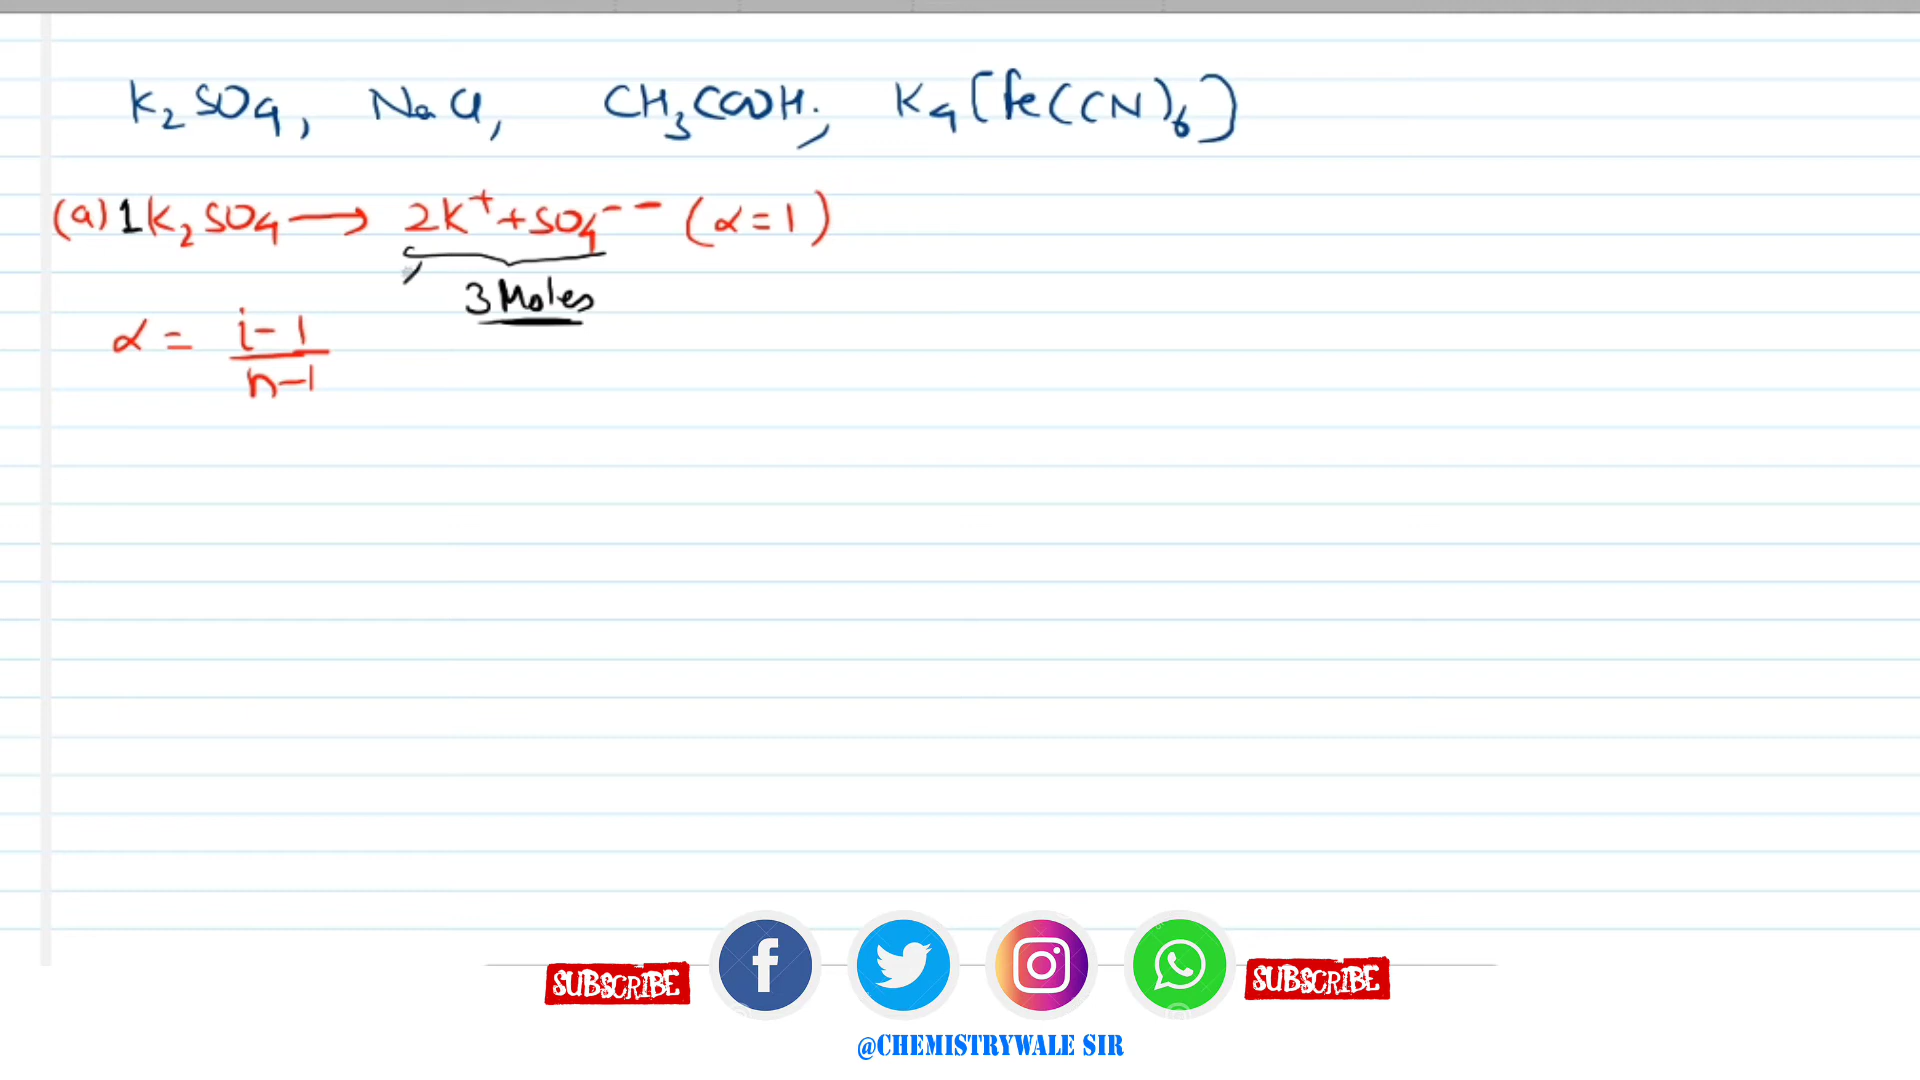 K₂SO₄, NaCl, CH₃COOH, K₄[Fe(CN)₆]
(a) 1K₂SO₄ → 2K⁺ + SO₄⁻⁻ (α = 1)
3 Moles
α = i-1
n-1
SUBSCRIBE SUBSCRIBE
@CHEMISTRYWALE SIR